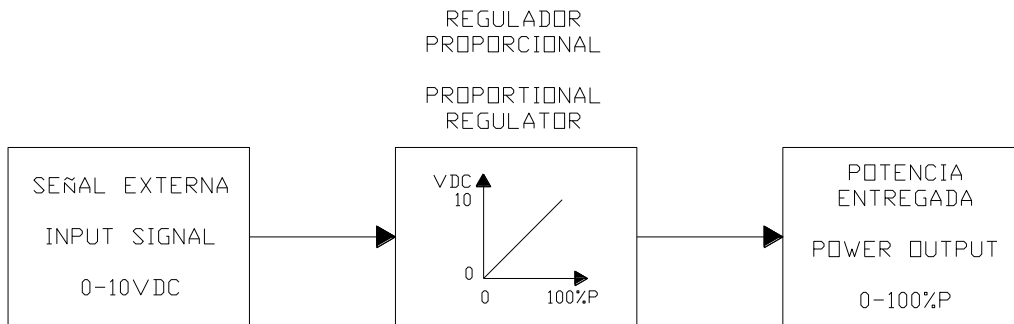 REGULADOR
PROPORCIONAL
PROPORTIONAL
REGULATOR
SEÑAL EXTERNA
INPUT SIGNAL
0-10VDC
VDC
10
0
0
100%P
POTENCIA
ENTREGADA
POWER OUTPUT
0-100%P